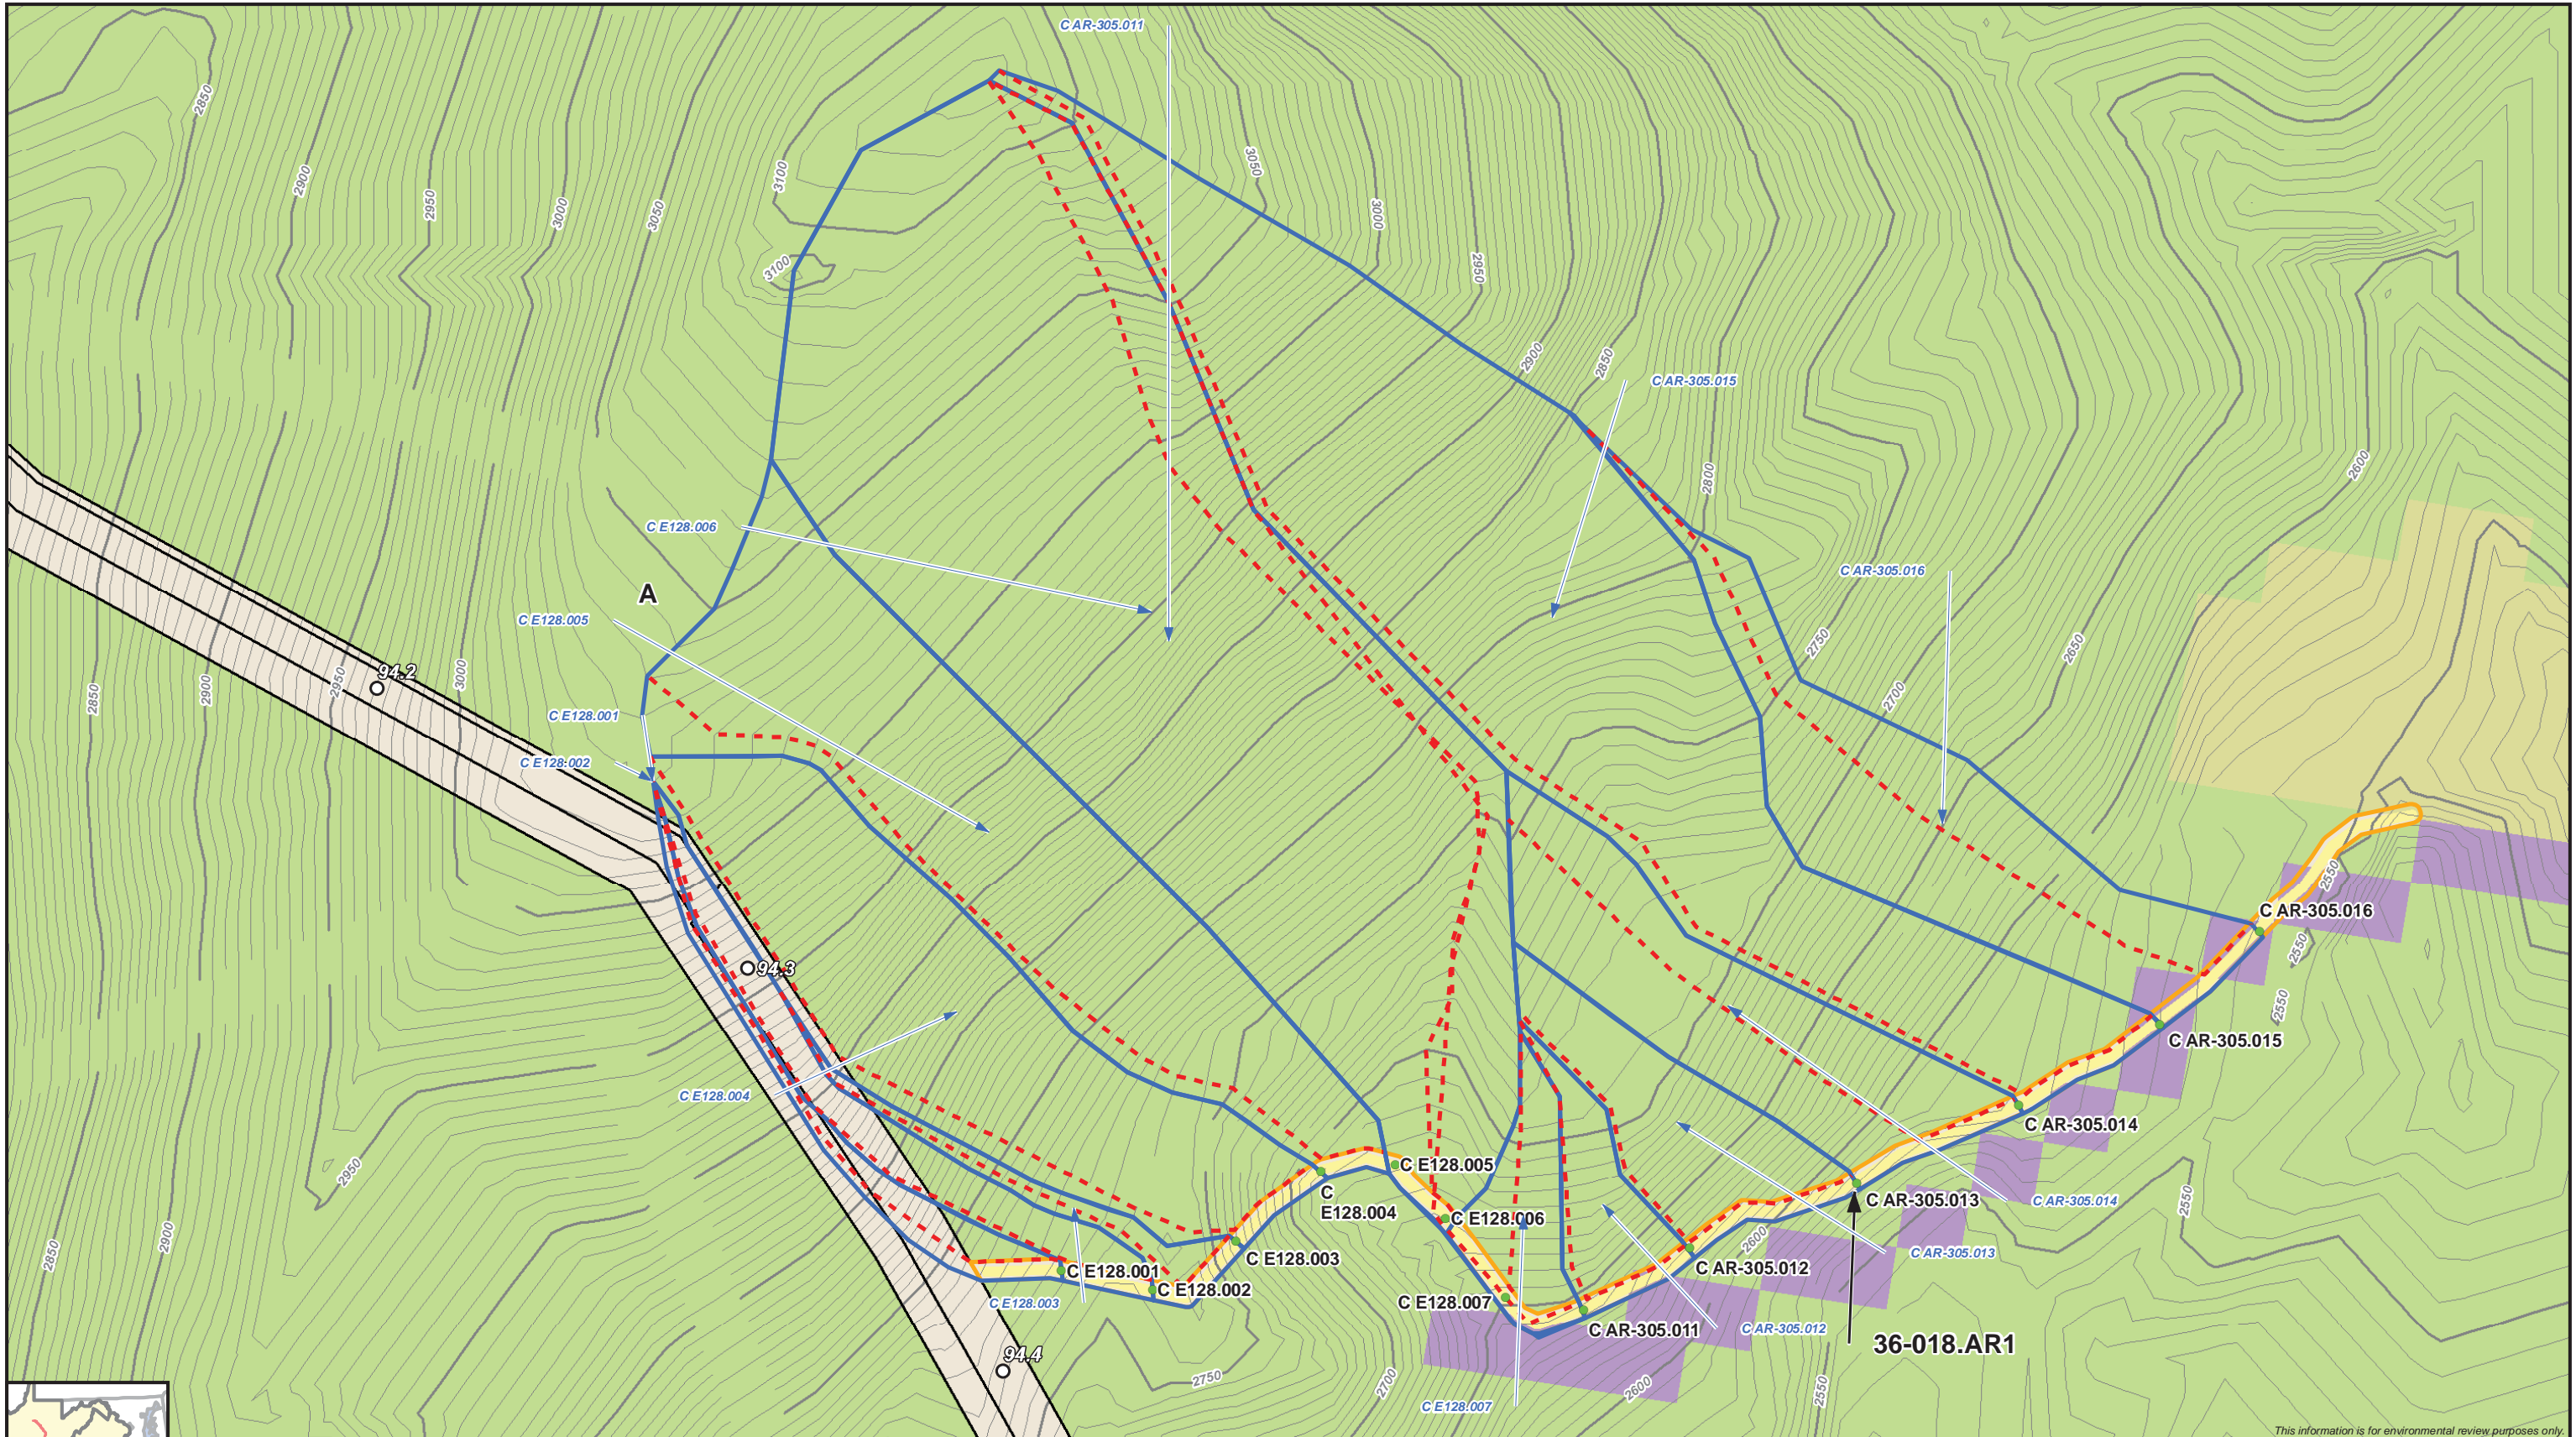 C AR-305.011
2850
2900
2950
3000
3050
3100
3050
3000
2950
3100
2900
2850
C AR-305.015
2800
2600
C E128.006
C AR-305.016
A
C E128.005
2750
2650
94.2
2850
2900
2950
3000
2700
C E128.001
C E128.002
2550
C AR-305.016
94.3
2550
2550
C AR-305.015
C E128.004
C AR-305.014
2950
C E128.005
C
E128.004
C AR-305.013
C AR-305.014
2550
C E128.006
2850
2900
2600
C AR-305.013
C E128.003
C E128.001
C AR-305.012
C E128.002
C E128.003
C E128.007
C AR-305.011
C AR-305.012
36-018.AR1
94.4
2750
2700
2600
2550
C E128.007
This information is for environmental review purposes only.